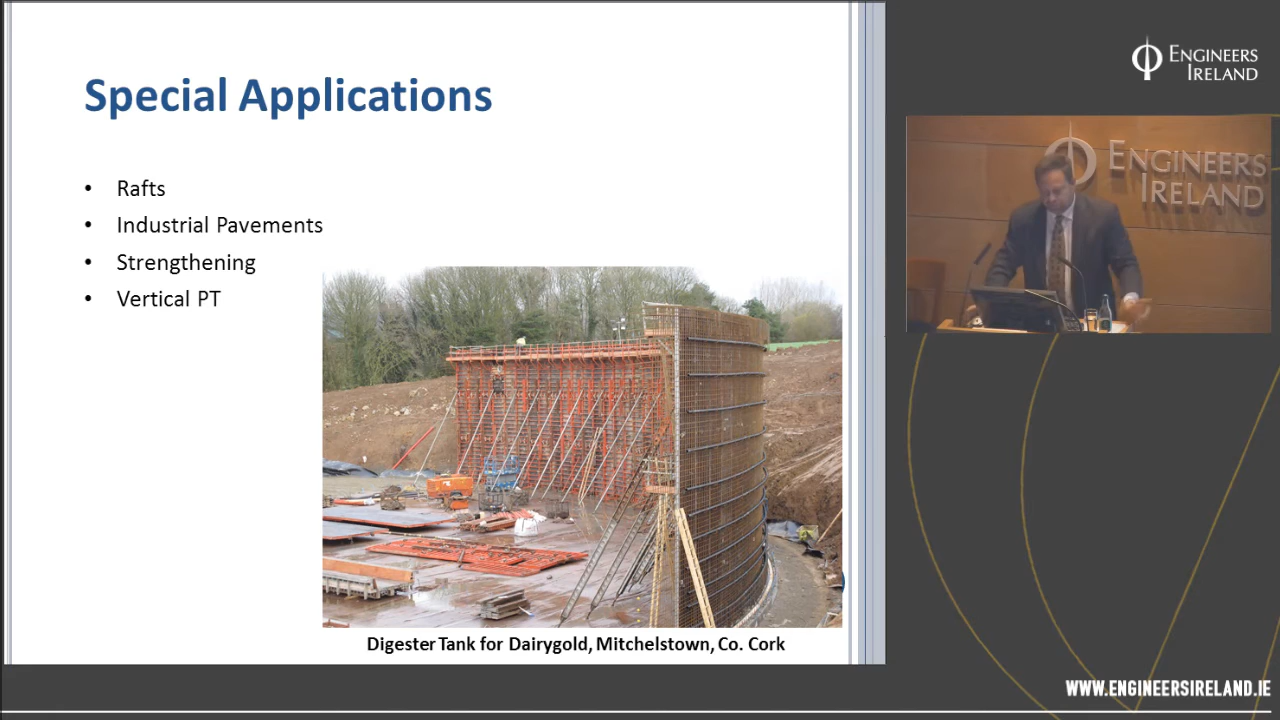 Special Applications
• Rafts
• Industrial Pavements
• Strengthening
• Vertical PT
Digester Tank for Dairygold, Mitchelstown, Co. Cork
ENGINEERS
IRELAND
ENGINEERS
IRELAND
WWW.ENGINEERSIRELAND.IE